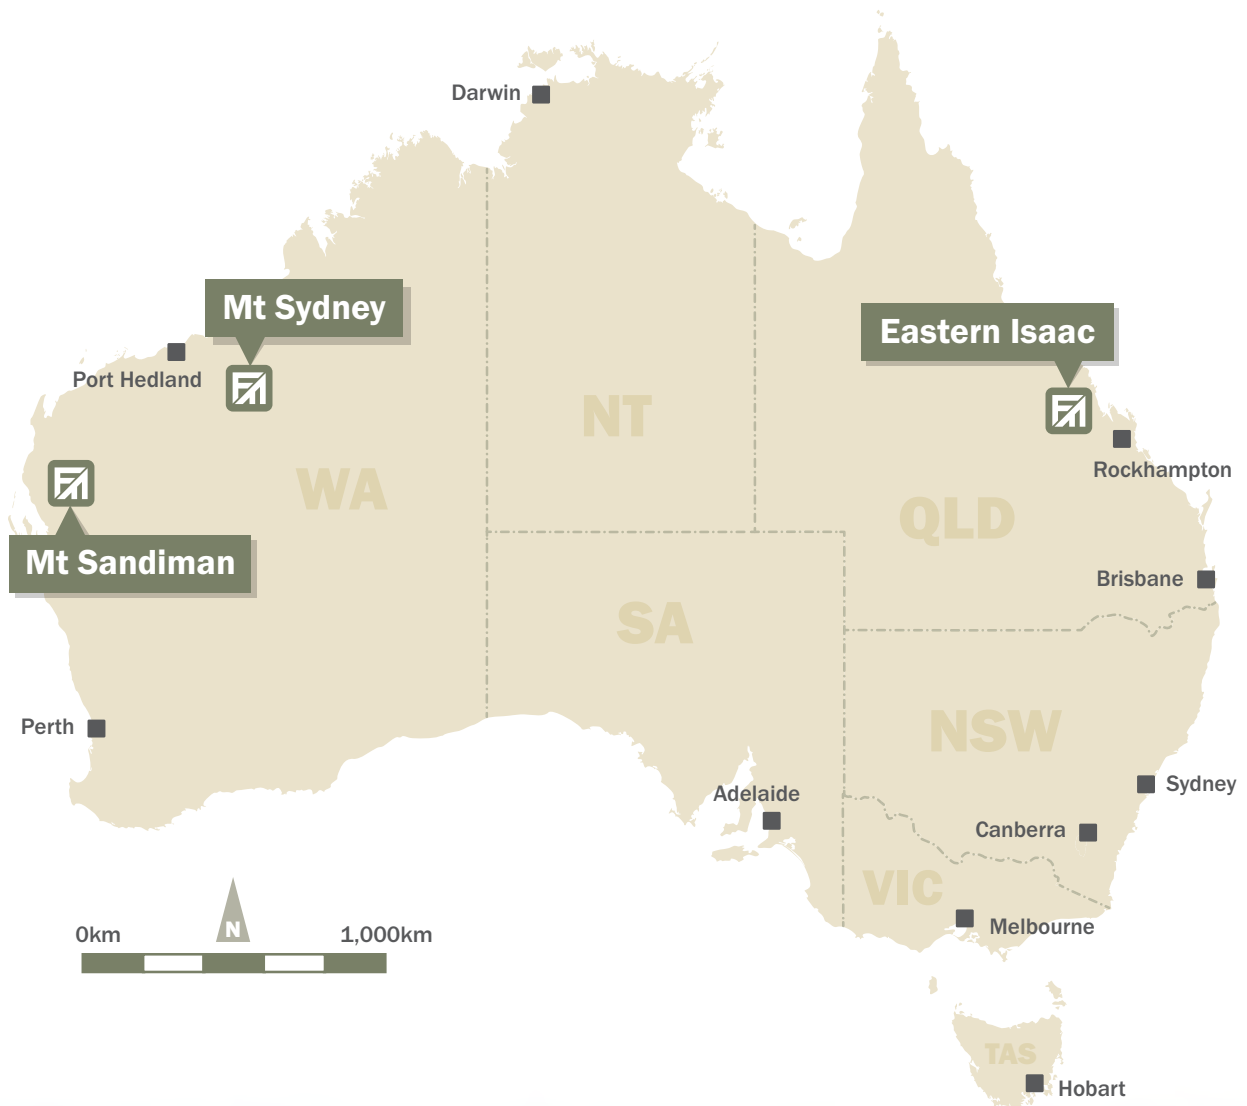 Darwin
Mt Sydney
Eastern Isaac
Port Hedland
NT
Rockhampton
WA
QLD
Mt Sandiman
Brisbane
SA
Perth
NSW
Sydney
Adelaide
Canberra
VIC
Melbourne
N
0km 1,000km
TAS
Hobart